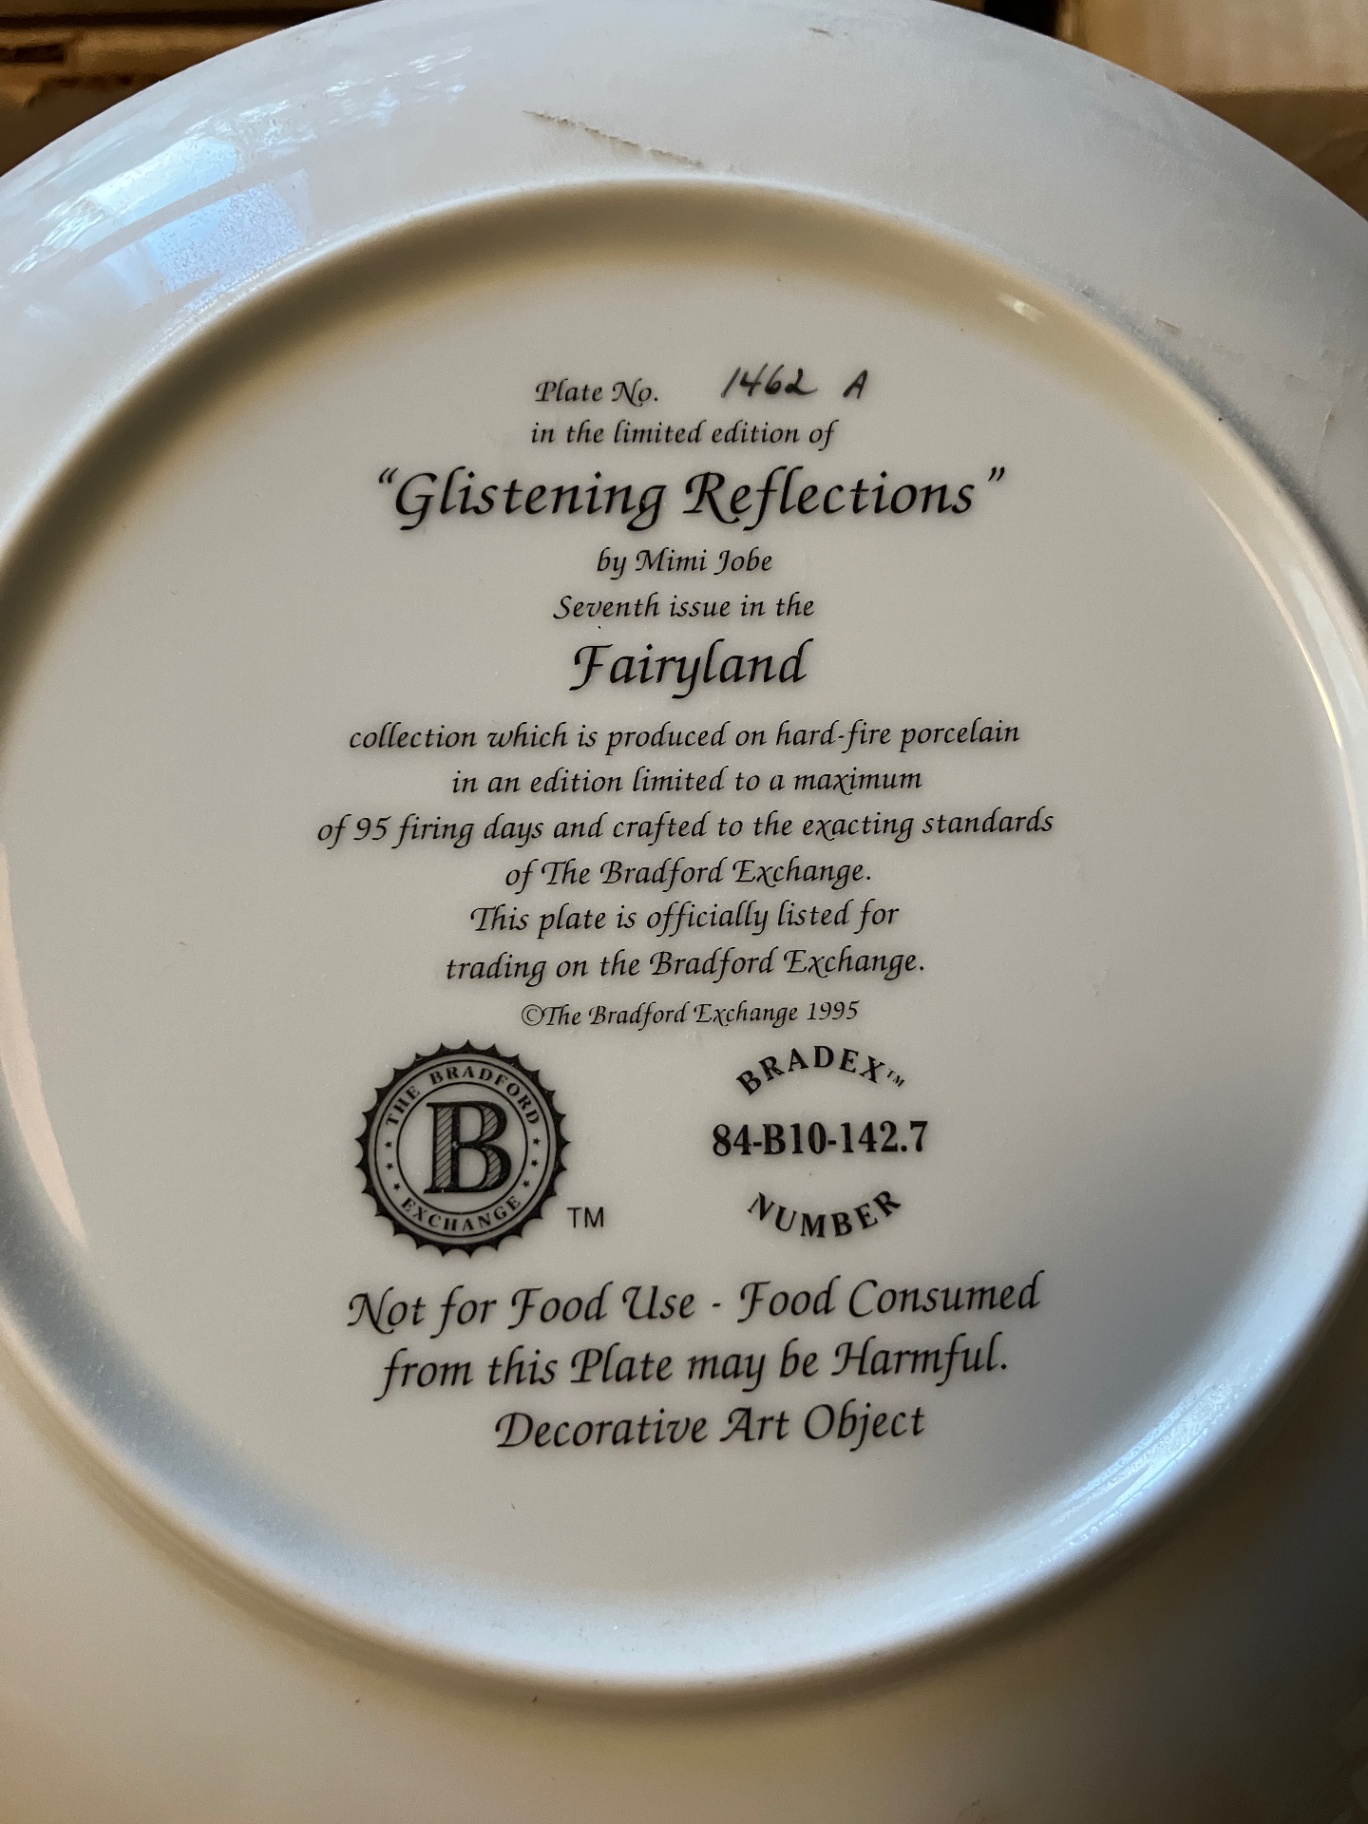 Plate No. 1462 A
in the limited edition of
"Glistening Reflections"
by Mimi Jobe
Seventh issue in the
Fairyland
collection which is produced on hard-fire porcelain
in an edition limited to a maximum
of 95 firing days and crafted to the exacting standards
of The Bradford Exchange.
This plate is officially listed for
trading on the Bradford Exchange.
©The Bradford Exchange 1995
THE BRADFORD
B
EXCHANGE
TM
BRADEX™
84-B10-142.7
NUMBER
Not for Food Use - Food Consumed
from this Plate may be Harmful.
Decorative Art Object